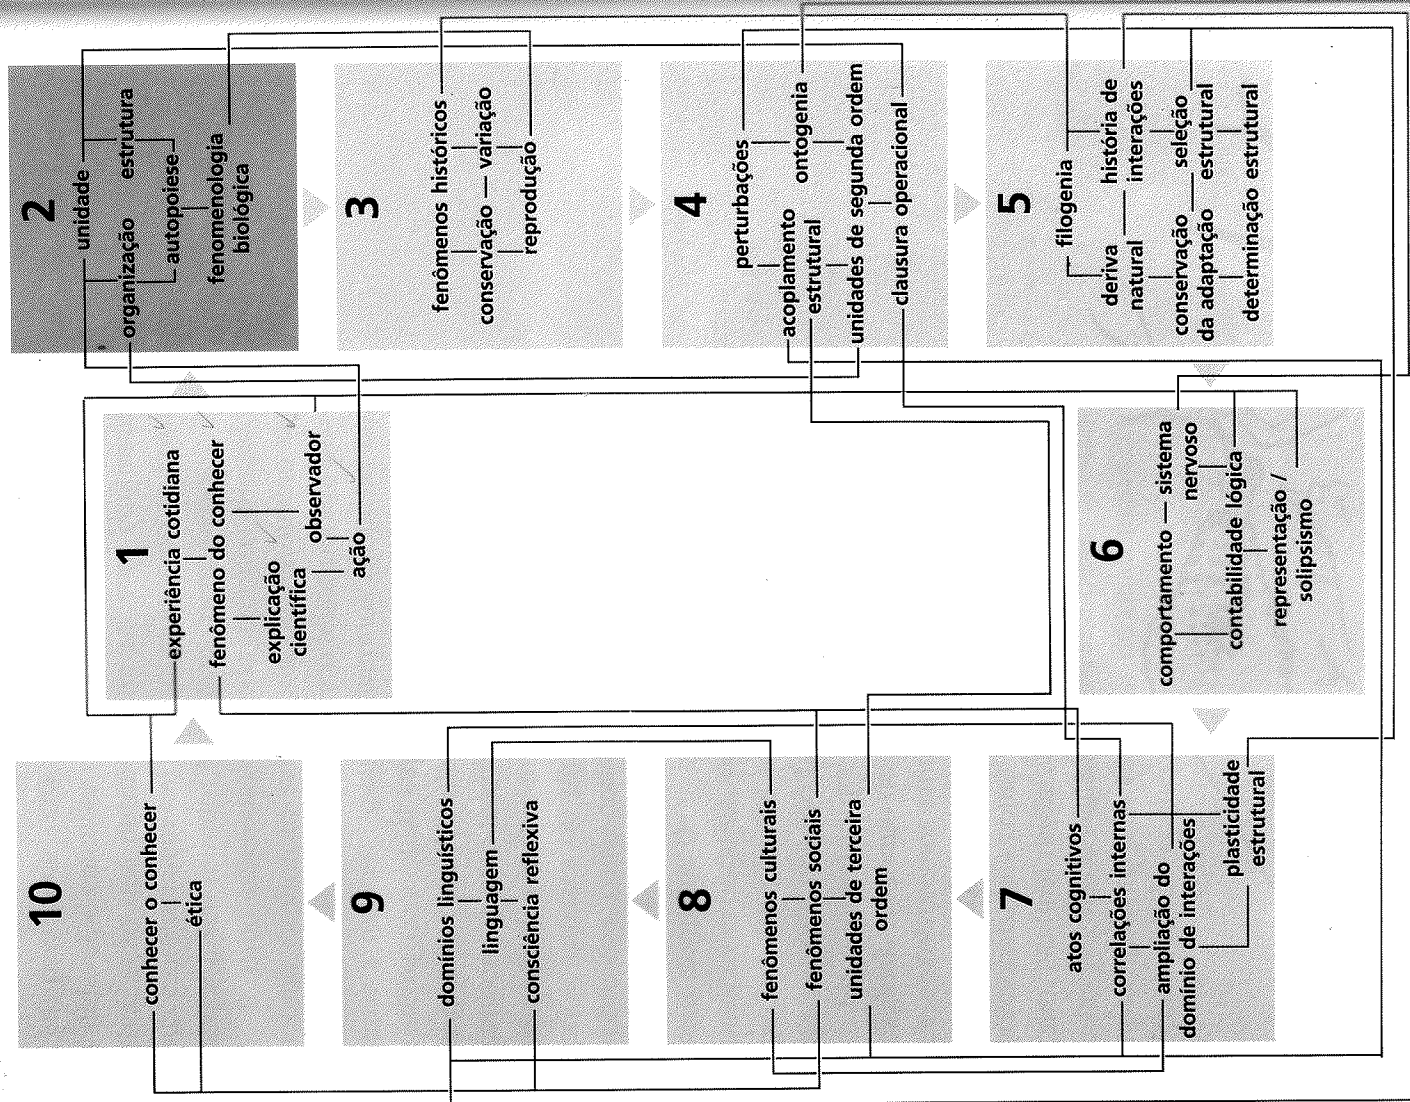 1
experiência cotidiana
fenômeno do conhecer
explicação
científica
observador
ação
2
unidade
organização
estrutura
autopoiese
fenomenologia
biológica
3
fenômenos históricos
conservação — variação
reprodução
4
perturbações
acoplamento
estrutural
ontogenia
unidades de segunda ordem
clausura operacional
5
filogenia
deriva
natural
história de
interações
conservação
da adaptação
seleção
estrutural
determinação estrutural
6
comportamento — sistema
nervoso
contabilidade lógica
representação /
solipsismo
7
atos cognitivos
correlações internas
ampliação do
domínio de interações
plasticidade
estrutural
8
fenômenos culturais
fenômenos sociais
unidades de terceira
ordem
9
domínios linguísticos
linguagem
consciência reflexiva
10
conhecer o conhecer
ética